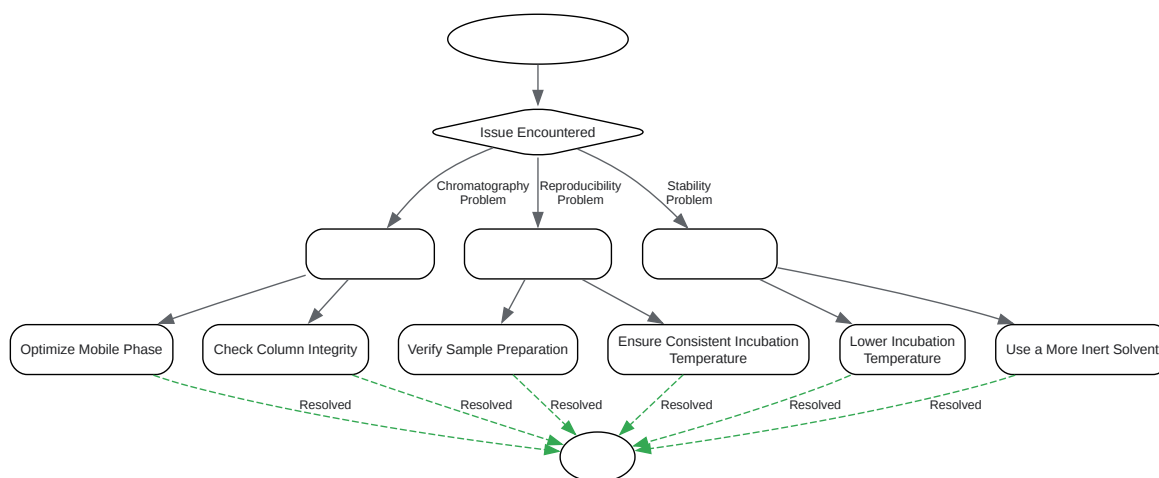 Issue Encountered
Chromatography
Problem
Reproducibility
Problem
Stability
Problem
Optimize Mobile Phase
Check Column Integrity
Verify Sample Preparation
Ensure Consistent Incubation
Temperature
Lower Incubation
Temperature
Use a More Inert Solvent
Resolved
Resolved
Resolved
Resolved
Resolved
Resolved